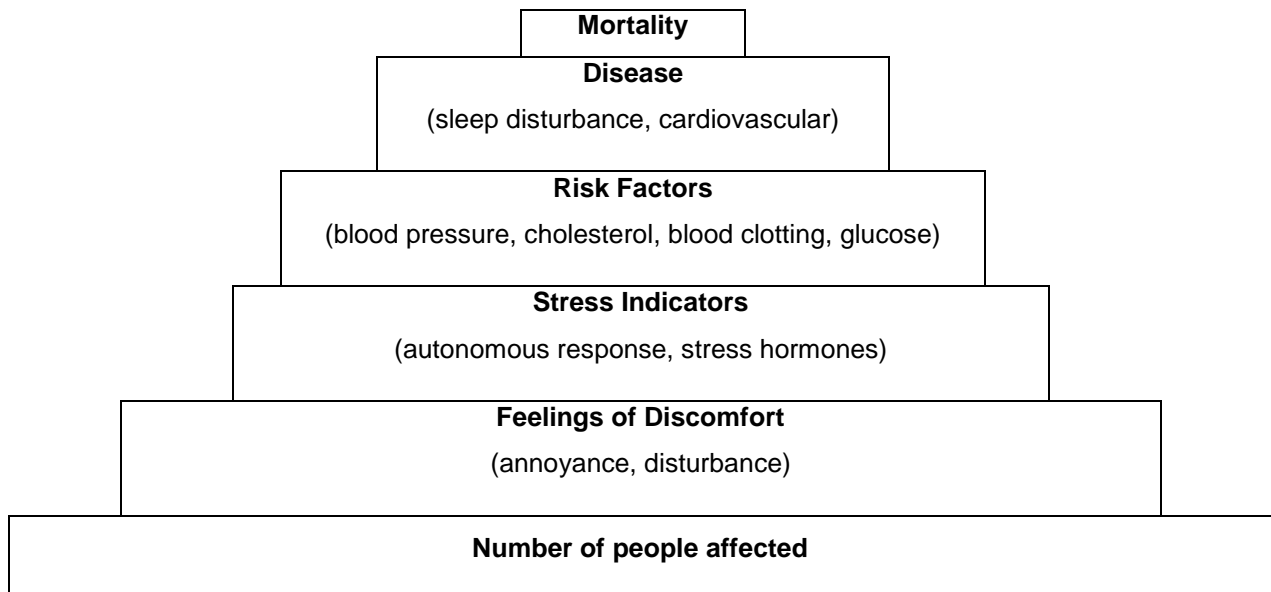 Mortality
Disease
(sleep disturbance, cardiovascular)
Risk Factors
(blood pressure, cholesterol, blood clotting, glucose)
Stress Indicators
(autonomous response, stress hormones)
Feelings of Discomfort
(annoyance, disturbance)
Number of people affected